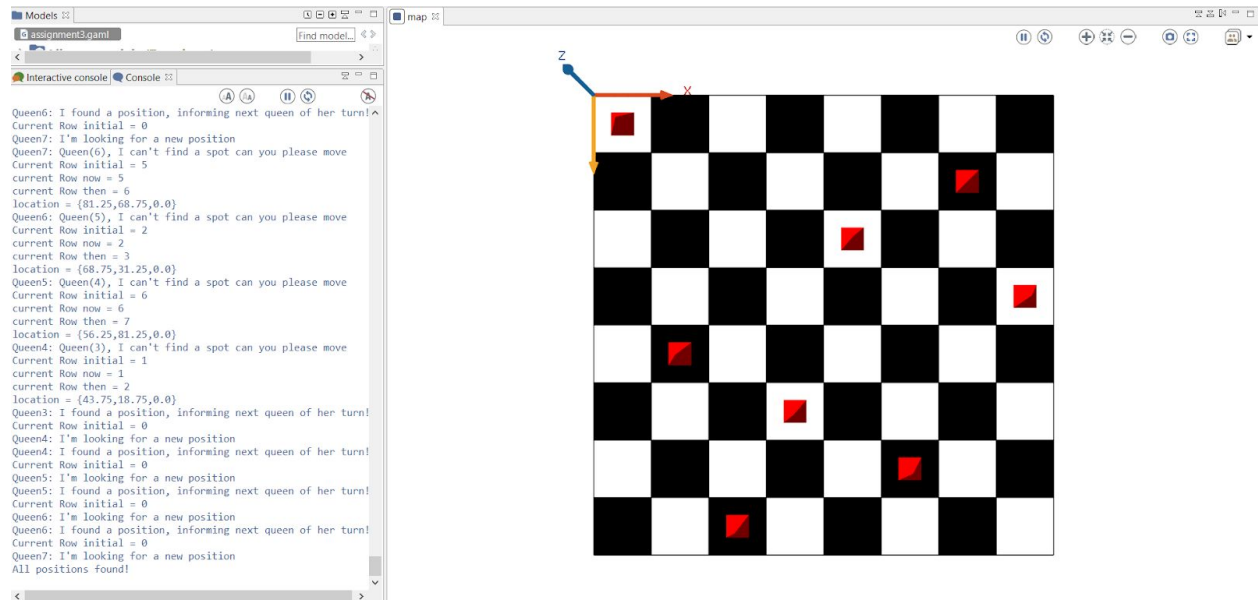 Models
assignment3.gaml
Find model...
Interactive console
Console
Queen6: I found a position, informing next queen of her turn!
Current Row initial = 0
Queen7: I'm looking for a new position
Queen7: Queen(6), I can't find a spot can you please move
Current Row initial = 5
current Row now = 5
current Row then = 6
location = {81.25,68.75,0.0}
Queen6: Queen(5), I can't find a spot can you please move
Current Row initial = 2
current Row now = 2
current Row then = 3
location = {68.75,31.25,0.0}
Queen5: Queen(4), I can't find a spot can you please move
Current Row initial = 6
current Row now = 6
current Row then = 7
location = {56.25,81.25,0.0}
Queen4: Queen(3), I can't find a spot can you please move
Current Row initial = 1
current Row now = 1
current Row then = 2
location = {43.75,18.75,0.0}
Queen3: I found a position, informing next queen of her turn!
Current Row initial = 0
Queen4: I'm looking for a new position
Queen4: I found a position, informing next queen of her turn!
Current Row initial = 0
Queen5: I'm looking for a new position
Queen5: I found a position, informing next queen of her turn!
Current Row initial = 0
Queen6: I'm looking for a new position
Queen6: I found a position, informing next queen of her turn!
Current Row initial = 0
Queen7: I'm looking for a new position
All positions found!
map
Z
X